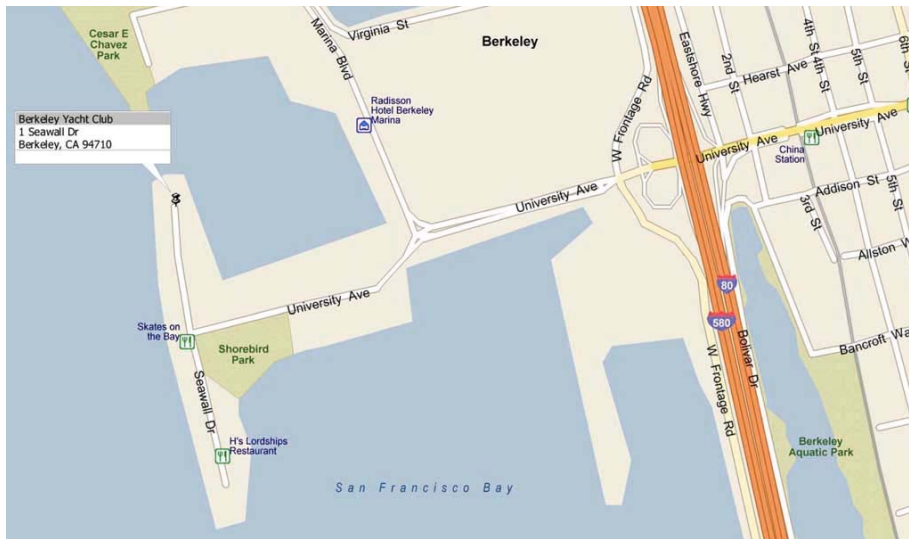 Cesar E
Chavez
Park
Virginia St
Marina Blvd
Berkeley
W Frontage Rd
Eastshore Hwy
2nd St
Hearst Ave
4th St
4th St
5th St
6th St
Berkeley Yacht Club
1 Seawall Dr
Berkeley, CA 94710
Radisson
Hotel Berkeley
Marina
University Ave
University Ave
China
Station
University Ave
Addison St
3rd St
5th St
Allston Wa
University Ave
80
580
Skates on
the Bay
Shorebird
Park
Seawall Dr
W Frontage Rd
Bolivar Dr
Bancroft Wa
H's Lordships
Restaurant
Berkeley
Aquatic Park
San Francisco Bay